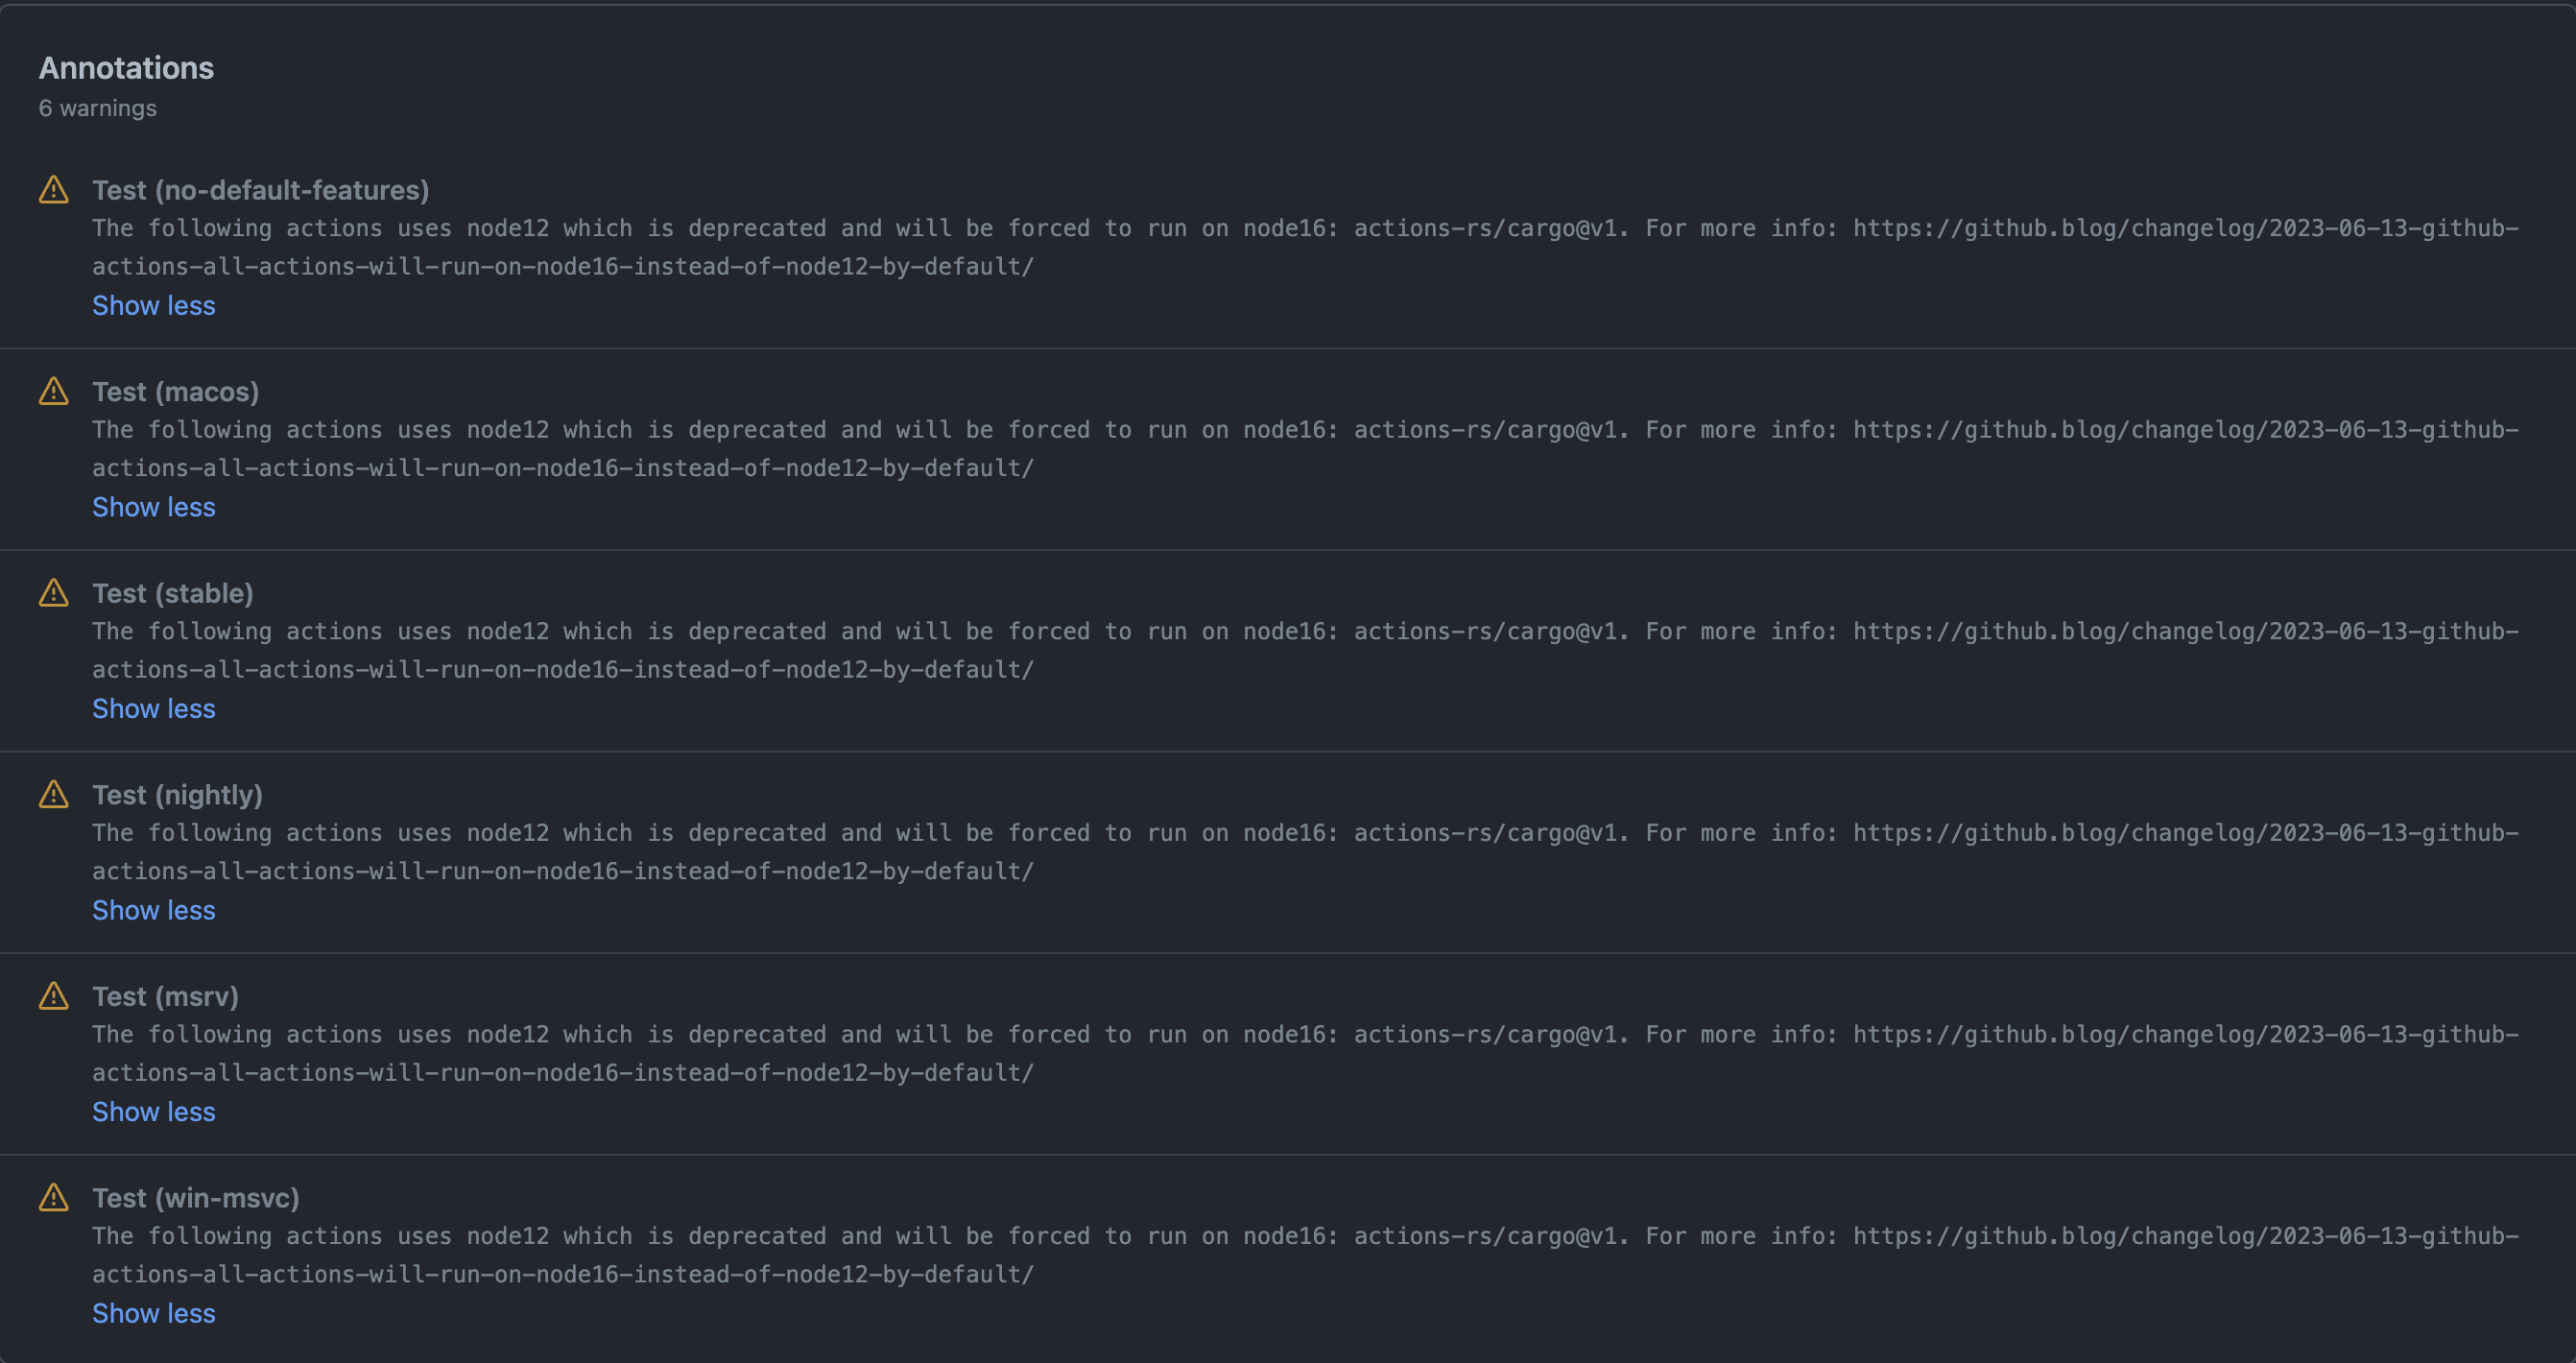 Annotations
6 warnings
Test (no-default-features)
The following actions uses node12 which is deprecated and will be forced to run on node16: actions-rs/cargo@v1. For more info: https://github.blog/changelog/2023-06-13-github-
actions-all-actions-will-run-on-node16-instead-of-node12-by-default/
Show less
Test (macos)
The following actions uses node12 which is deprecated and will be forced to run on node16: actions-rs/cargo@v1. For more info: https://github.blog/changelog/2023-06-13-github-
actions-all-actions-will-run-on-node16-instead-of-node12-by-default/
Show less
Test (stable)
The following actions uses node12 which is deprecated and will be forced to run on node16: actions-rs/cargo@v1. For more info: https://github.blog/changelog/2023-06-13-github-
actions-all-actions-will-run-on-node16-instead-of-node12-by-default/
Show less
Test (nightly)
The following actions uses node12 which is deprecated and will be forced to run on node16: actions-rs/cargo@v1. For more info: https://github.blog/changelog/2023-06-13-github-
actions-all-actions-will-run-on-node16-instead-of-node12-by-default/
Show less
Test (msrv)
The following actions uses node12 which is deprecated and will be forced to run on node16: actions-rs/cargo@v1. For more info: https://github.blog/changelog/2023-06-13-github-
actions-all-actions-will-run-on-node16-instead-of-node12-by-default/
Show less
Test (win-msvc)
The following actions uses node12 which is deprecated and will be forced to run on node16: actions-rs/cargo@v1. For more info: https://github.blog/changelog/2023-06-13-github-
actions-all-actions-will-run-on-node16-instead-of-node12-by-default/
Show less